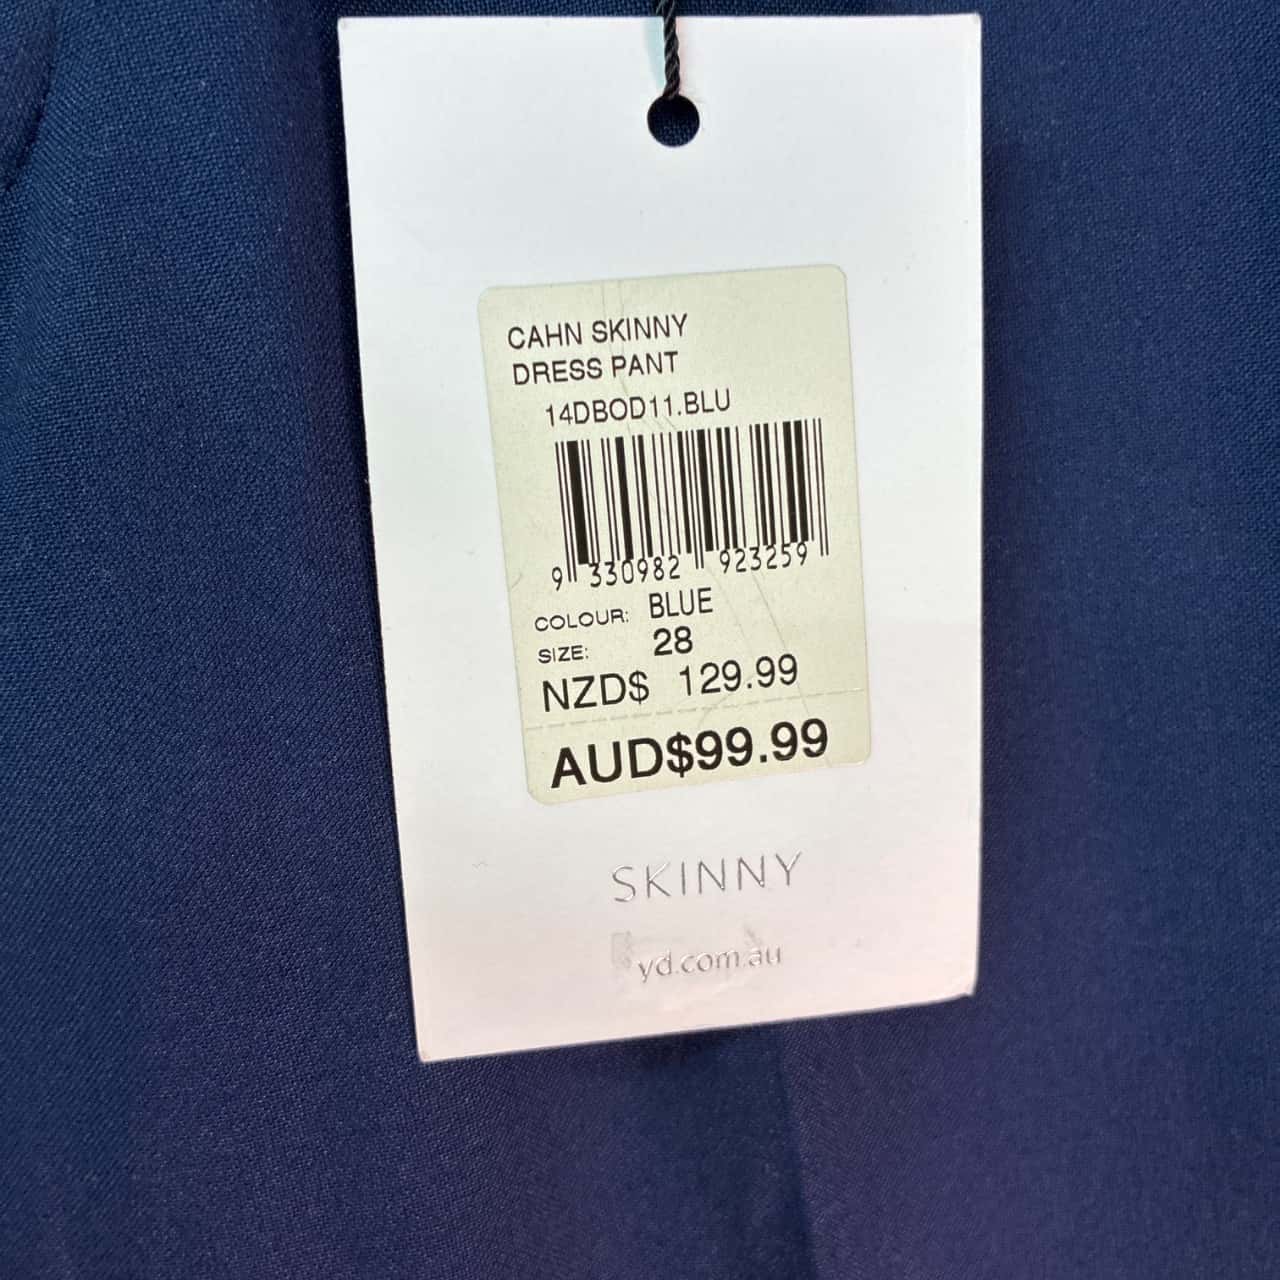 CAHN SKINNY
DRESS PANT
14DBOD11.BLU
9 330982 923259
COLOUR: BLUE
SIZE: 28
NZD$ 129.99
AUD$99.99
SKINNY
yd.com.au